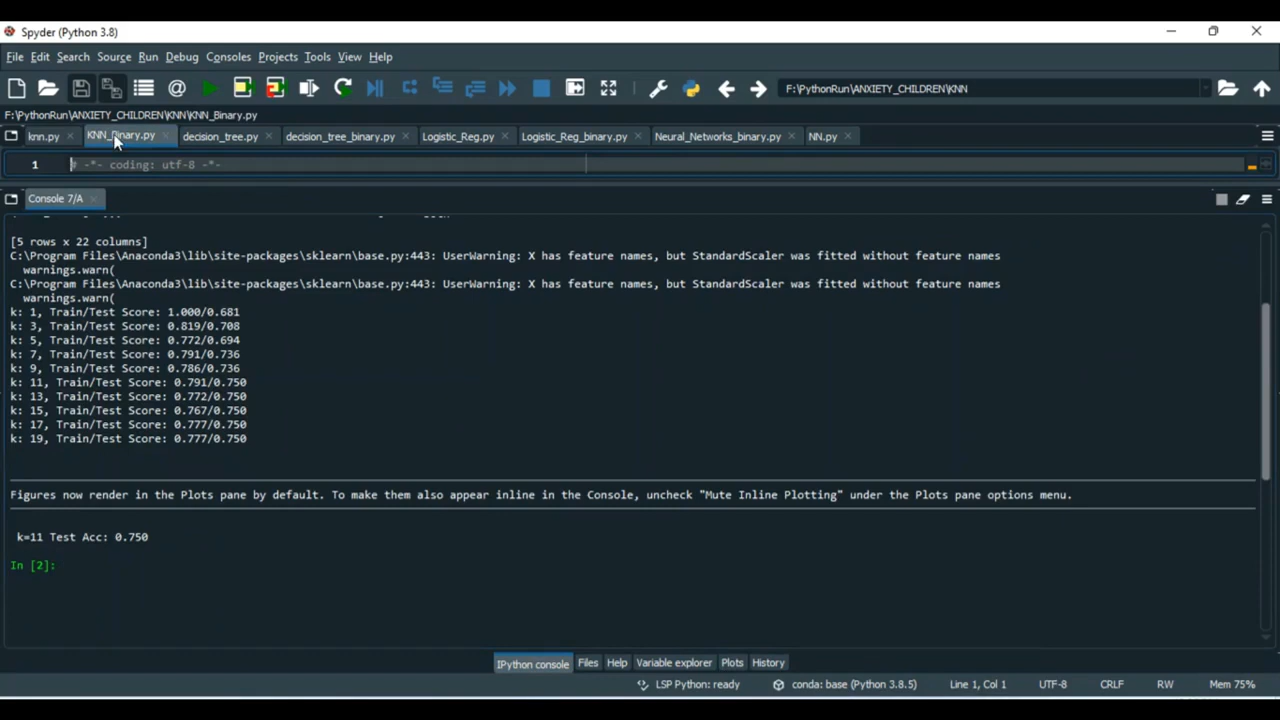 Spyder (Python 3.8)
File Edit Search Source Run Debug Consoles Projects Tools View Help
F:\PythonRun\ANXIETY_CHILDREN\KNN
F:\PythonRun\ANXIETY_CHILDREN\KNN\KNN_Binary.py
knn.py KNN_Binary.py decision_tree.py decision_tree_binary.py Logistic_Reg.py Logistic_Reg_binary.py Neural_Networks_binary.py NN.py
1 # -*- coding: utf-8 -*-
Console 7/A
[5 rows x 22 columns]
C:\Program Files\Anaconda3\lib\site-packages\sklearn\base.py:443: UserWarning: X has feature names, but StandardScaler was fitted without feature names
warnings.warn(
C:\Program Files\Anaconda3\lib\site-packages\sklearn\base.py:443: UserWarning: X has feature names, but StandardScaler was fitted without feature names
warnings.warn(
k: 1, Train/Test Score: 1.000/0.681
k: 3, Train/Test Score: 0.819/0.708
k: 5, Train/Test Score: 0.772/0.694
k: 7, Train/Test Score: 0.791/0.736
k: 9, Train/Test Score: 0.786/0.736
k: 11, Train/Test Score: 0.791/0.750
k: 13, Train/Test Score: 0.772/0.750
k: 15, Train/Test Score: 0.767/0.750
k: 17, Train/Test Score: 0.777/0.750
k: 19, Train/Test Score: 0.777/0.750
Figures now render in the Plots pane by default. To make them also appear inline in the Console, uncheck "Mute Inline Plotting" under the Plots pane options menu.
k=11 Test Acc: 0.750
In [2]:
IPython console Files Help Variable explorer Plots History
LSP Python: ready conda: base (Python 3.8.5) Line 1, Col 1 UTF-8 CRLF RW Mem 75%